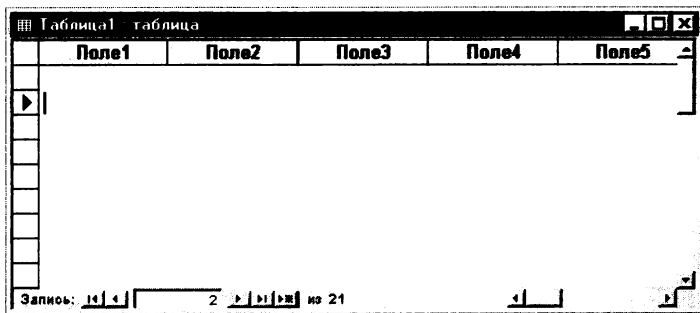 Таблица1 таблица
Поле1 Поле2 Поле3 Поле4 Поле5
Запись: 2 из 21